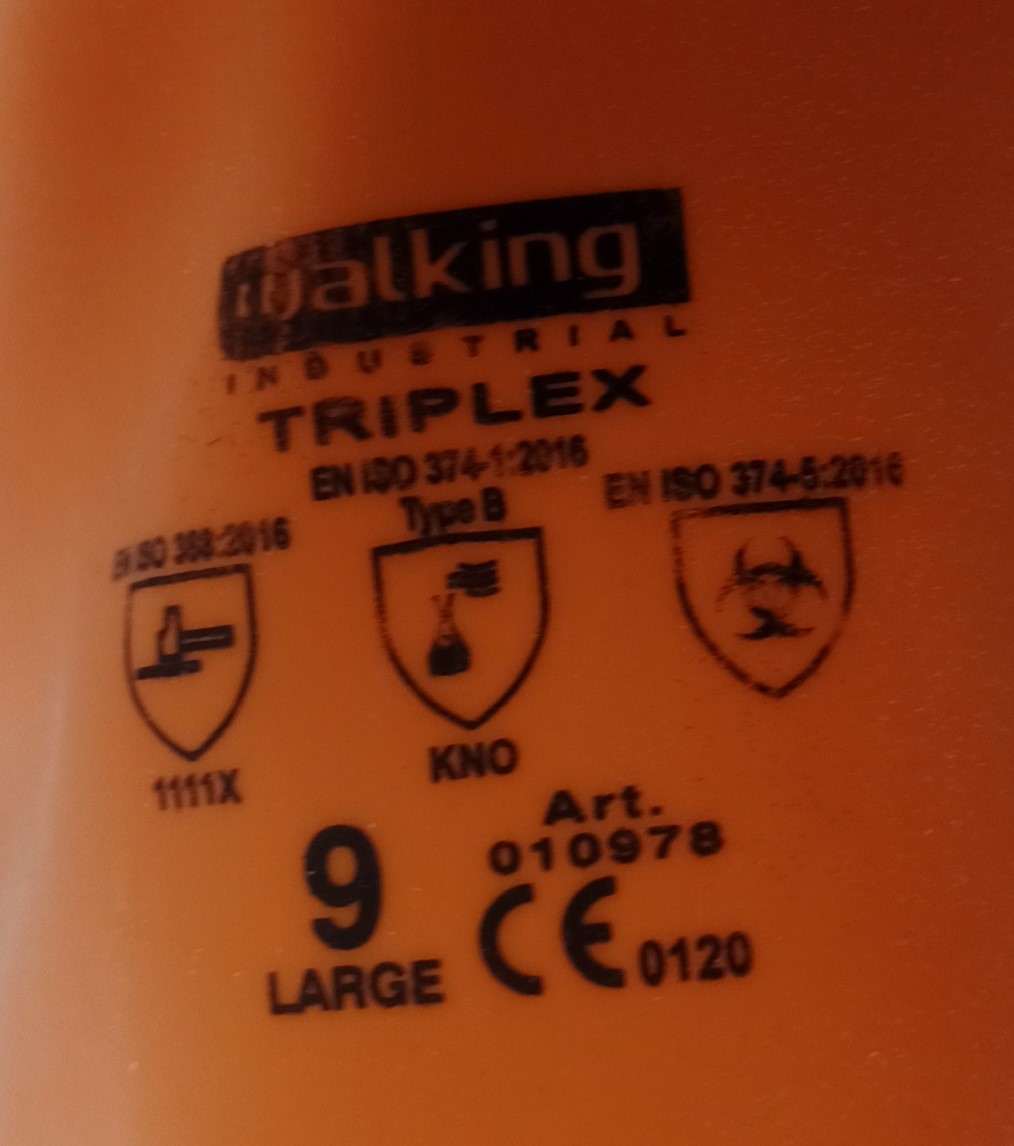 walking
INDUSTRIAL
TRIPLEX
EN ISO 374-1:2016
Type B
EN ISO 374-5:2016
EN ISO 388:2016
KNO
1111X
Art.
010978
9
LARGE
CE 0120